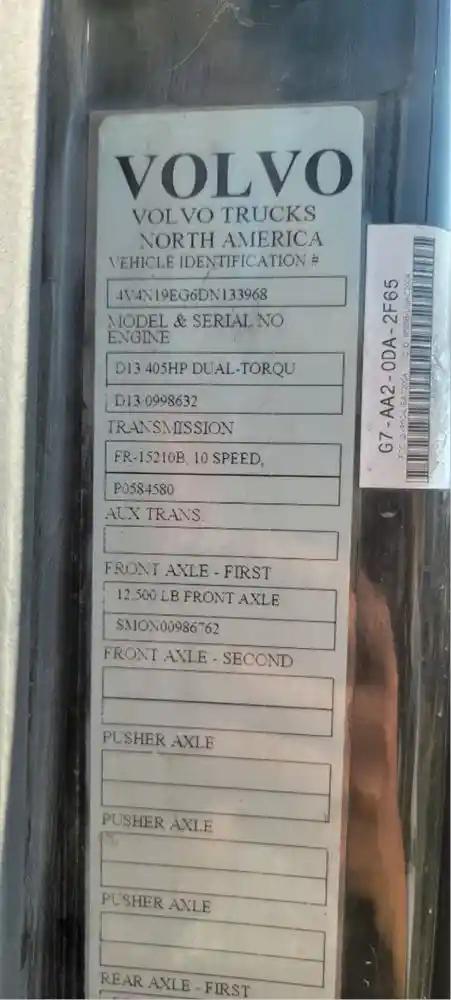 VOLVO
VOLVO TRUCKS
NORTH AMERICA
VEHICLE IDENTIFICATION #
4V4N19EG6DN133968
MODEL & SERIAL NO
ENGINE
D13 405HP DUAL-TORQU
D13 0998632
TRANSMISSION
FR-15210B, 10 SPEED,
P0584580
AUX TRANS.
FRONT AXLE - FIRST
12,500 LB FRONT AXLE
SMON00986762
FRONT AXLE - SECOND
PUSHER AXLE
PUSHER AXLE
PUSHER AXLE
REAR AXLE - FIRST
G7-AA2-0DA-2F65